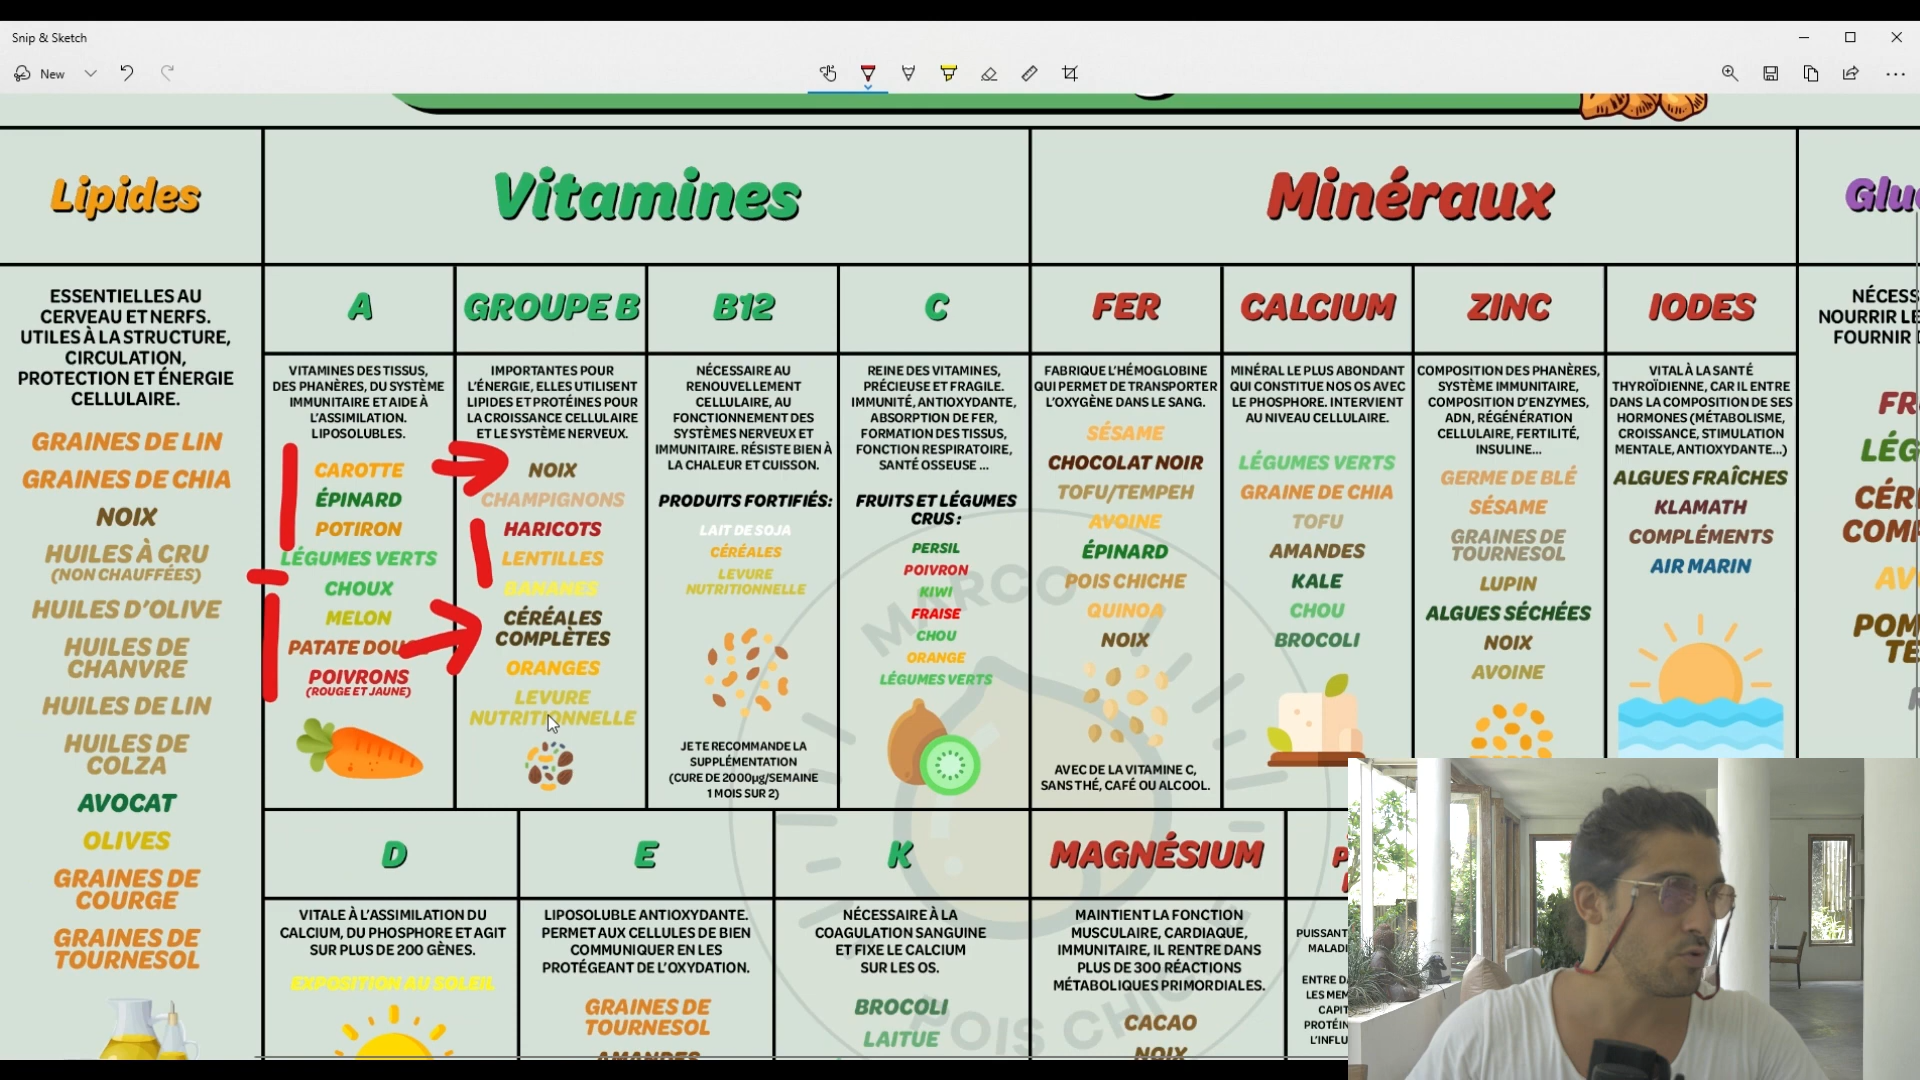 Snip & Sketch
New
Lipides
Vitamines
Minéraux
ESSENTIELLES AU
CERVEAU ET NERFS.
UTILES À LA STRUCTURE,
CIRCULATION,
PROTECTION ET ÉNERGIE
CELLULAIRE.
GRAINES DE LIN
GRAINES DE CHIA
NOIX
HUILES À CRU
(NON CHAUFFÉES)
HUILES D'OLIVE
HUILES DE
CHANVRE
HUILES DE LIN
HUILES DE
COLZA
AVOCAT
OLIVES
GRAINES DE
COURGE
GRAINES DE
TOURNESOL
A
VITAMINES DES TISSUS,
DES PHANÈRES, DU SYSTÈME
IMMUNITAIRE ET AIDE À
L'ASSIMILATION.
LIPOSOLUBLES.
CAROTTE
ÉPINARD
POTIRON
LÉGUMES VERTS
CHOUX
MELON
PATATE
POIVRONS
(ROUGE ET JAUNE)
GROUPE B
IMPORTANTES POUR
L'ÉNERGIE, ELLES UTILISENT
LIPIDES ET PROTÉINES POUR
LA CROISSANCE CELLULAIRE
ET LE SYSTÈME NERVEUX.
NOIX
CHAMPIGNONS
HARICOTS
LENTILLES
BANANES
CÉRÉALES
COMPLÈTES
ORANGES
LEVURE
NUTRITIONNELLE
B12
NÉCESSAIRE AU
RENOUVELLEMENT
CELLULAIRE, AU
FONCTIONNEMENT DES
SYSTÈMES NERVEUX ET
IMMUNITAIRE. RÉSISTE BIEN À
LA CHALEUR ET CUISSON.
PRODUITS FORTIFIÉS:
LAIT DE SOJA
CÉRÉALES
LEVURE
NUTRITIONNELLE
JE TE RECOMMANDE LA
SUPPLÉMENTATION
(CURE DE 2000µg/SEMAINE
1 MOIS SUR 2)
C
REINE DES VITAMINES,
PRÉCIEUSE ET FRAGILE.
IMMUNITÉ, ANTIOXYDANTE,
ABSORPTION DE FER,
FORMATION DES TISSUS,
FONCTION RESPIRATOIRE,
SANTÉ OSSEUSE ...
FRUITS ET LÉGUMES
CRUS :
PERSIL
POIVRON
KIWI
FRAISE
CHOU
ORANGE
LÉGUMES VERTS
FER
FABRIQUE L'HÉMOGLOBINE
QUI PERMET DE TRANSPORTER
L'OXYGÈNE DANS LE SANG.
SÉSAME
CHOCOLAT NOIR
TOFU/TEMPEH
AVOINE
ÉPINARD
POIS CHICHE
QUINOA
NOIX
AVEC DE LA VITAMINE C,
SANS THÉ, CAFÉ OU ALCOOL.
CALCIUM
MINÉRAL LE PLUS ABONDANT
QUI CONSTITUE NOS OS AVEC
LE PHOSPHORE. INTERVIENT
AU NIVEAU CELLULAIRE.
LÉGUMES VERTS
GRAINE DE CHIA
TOFU
AMANDES
KALE
CHOU
BROCOLI
ZINC
COMPOSITION DES PHANÈRES,
SYSTÈME IMMUNITAIRE,
COMPOSITION D'ENZYMES,
ADN, RÉGÉNÉRATION
CELLULAIRE, FERTILITÉ,
INSULINE...
GERME DE BLÉ
SÉSAME
GRAINES DE
TOURNESOL
LUPIN
ALGUES SÉCHÉES
NOIX
AVOINE
IODES
VITAL À LA SANTÉ
THYROÏDIENNE, CAR IL ENTRE
DANS LA COMPOSITION DE SES
HORMONES (MÉTABOLISME,
CROISSANCE, STIMULATION
MENTALE, ANTIOXYDANTE...)
ALGUES FRAÎCHES
KLAMATH
COMPLÉMENTS
AIR MARIN
D
VITALE À L'ASSIMILATION DU
CALCIUM, DU PHOSPHORE ET AGIT
SUR PLUS DE 200 GÈNES.
EXPOSITION AU SOLEIL
E
LIPOSOLUBLE ANTIOXYDANTE.
PERMET AUX CELLULES DE BIEN
COMMUNIQUER EN LES
PROTÉGEANT DE L'OXYDATION.
GRAINES DE
TOURNESOL
AMANDES
K
NÉCESSAIRE À LA
COAGULATION SANGUINE
ET FIXE LE CALCIUM
SUR LES OS.
BROCOLI
LAITUE
MAGNÉSIUM
MAINTIENT LA FONCTION
MUSCULAIRE, CARDIAQUE,
IMMUNITAIRE, IL RENTRE DANS
PLUS DE 300 RÉACTIONS
MÉTABOLIQUES PRIMORDIALES.
CACAO
NOIX
MARCO
POIS CHICHE